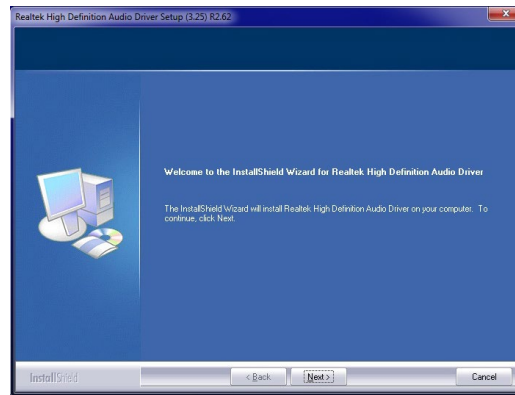 Realtek High Definition Audio Driver Setup (3.25) R2.62
Welcome to the InstallShield Wizard for Realtek High Definition Audio Driver
The InstallShield Wizard will install Realtek High Definition Audio Driver on your computer. To
continue, click Next.
InstallShield
< Back
Next >
Cancel